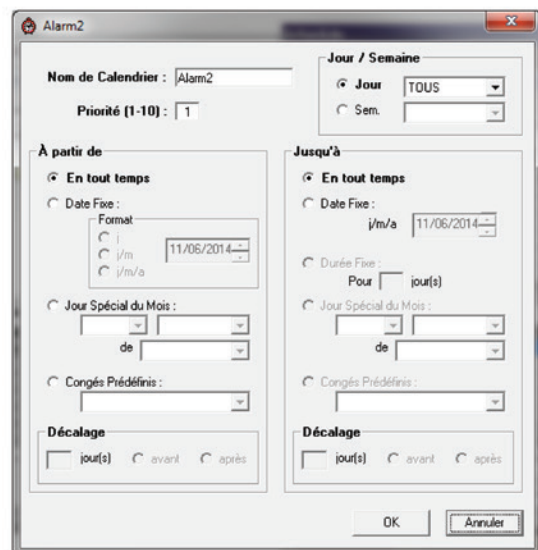 Alarm2
Nom de Calendrier : Alarm2
Priorité (1-10) : 1
Jour / Semaine
Jour TOUS
Sem.
À partir de
En tout temps
Date Fixe :
Format
j
j/m
j/m/a
11/06/2014
Jour Spécial du Mois :
de
Congés Prédéfinis :
Décalage
jour(s) avant après
Jusqu'à
En tout temps
Date Fixe :
j/m/a 11/06/2014
Durée Fixe :
Pour jour(s)
Jour Spécial du Mois :
de
Congés Prédéfinis :
Décalage
jour(s) avant après
OK Annuler